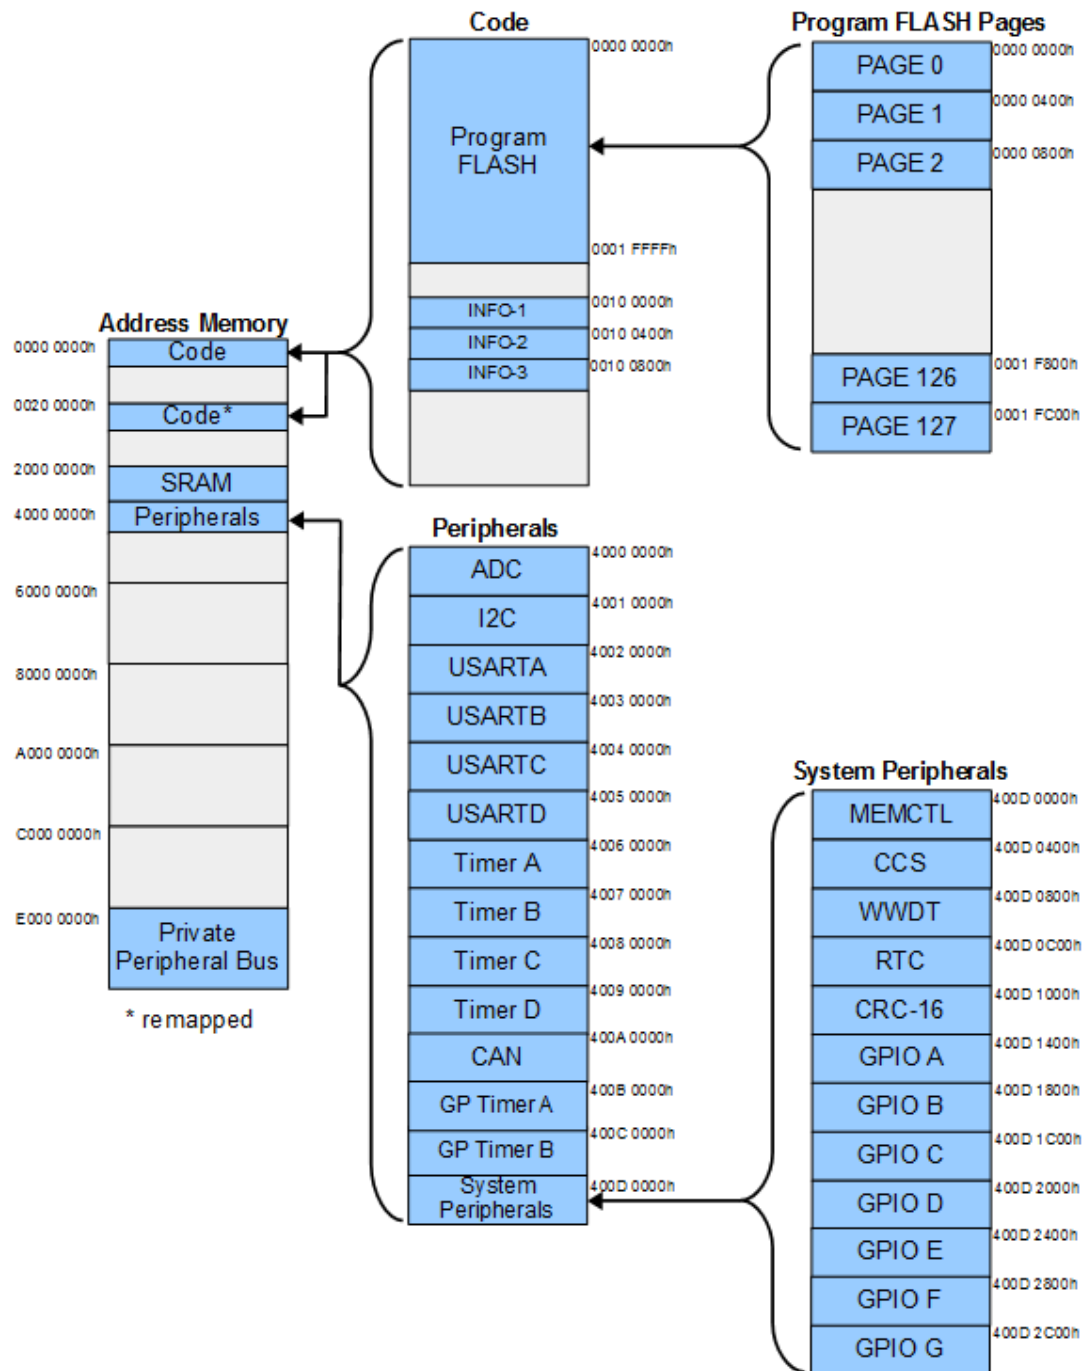 Code
0000 0000h
Program
FLASH
0001 FFFFh
0010 0000h
INFO-1
0010 0400h
INFO-2
0010 0800h
INFO-3
Program FLASH Pages
0000 0000h
PAGE 0
0000 0400h
PAGE 1
0000 0800h
PAGE 2
0001 F800h
PAGE 126
0001 FC00h
PAGE 127
Address Memory
0000 0000h
Code
0020 0000h
Code*
2000 0000h
SRAM
4000 0000h
Peripherals
6000 0000h
8000 0000h
A000 0000h
C000 0000h
E000 0000h
Private
Peripheral Bus
* remapped
Peripherals
4000 0000h
ADC
4001 0000h
I2C
4002 0000h
USARTA
4003 0000h
USARTB
4004 0000h
USARTC
4005 0000h
USARTD
4006 0000h
Timer A
4007 0000h
Timer B
4008 0000h
Timer C
4009 0000h
Timer D
400A 0000h
CAN
400B 0000h
GP Timer A
400C 0000h
GP Timer B
400D 0000h
System
Peripherals
System Peripherals
400D 0000h
MEMCTL
400D 0400h
CCS
400D 0800h
WWDT
400D 0C00h
RTC
400D 1000h
CRC-16
400D 1400h
GPIO A
400D 1800h
GPIO B
400D 1C00h
GPIO C
400D 2000h
GPIO D
400D 2400h
GPIO E
400D 2800h
GPIO F
400D 2C00h
GPIO G